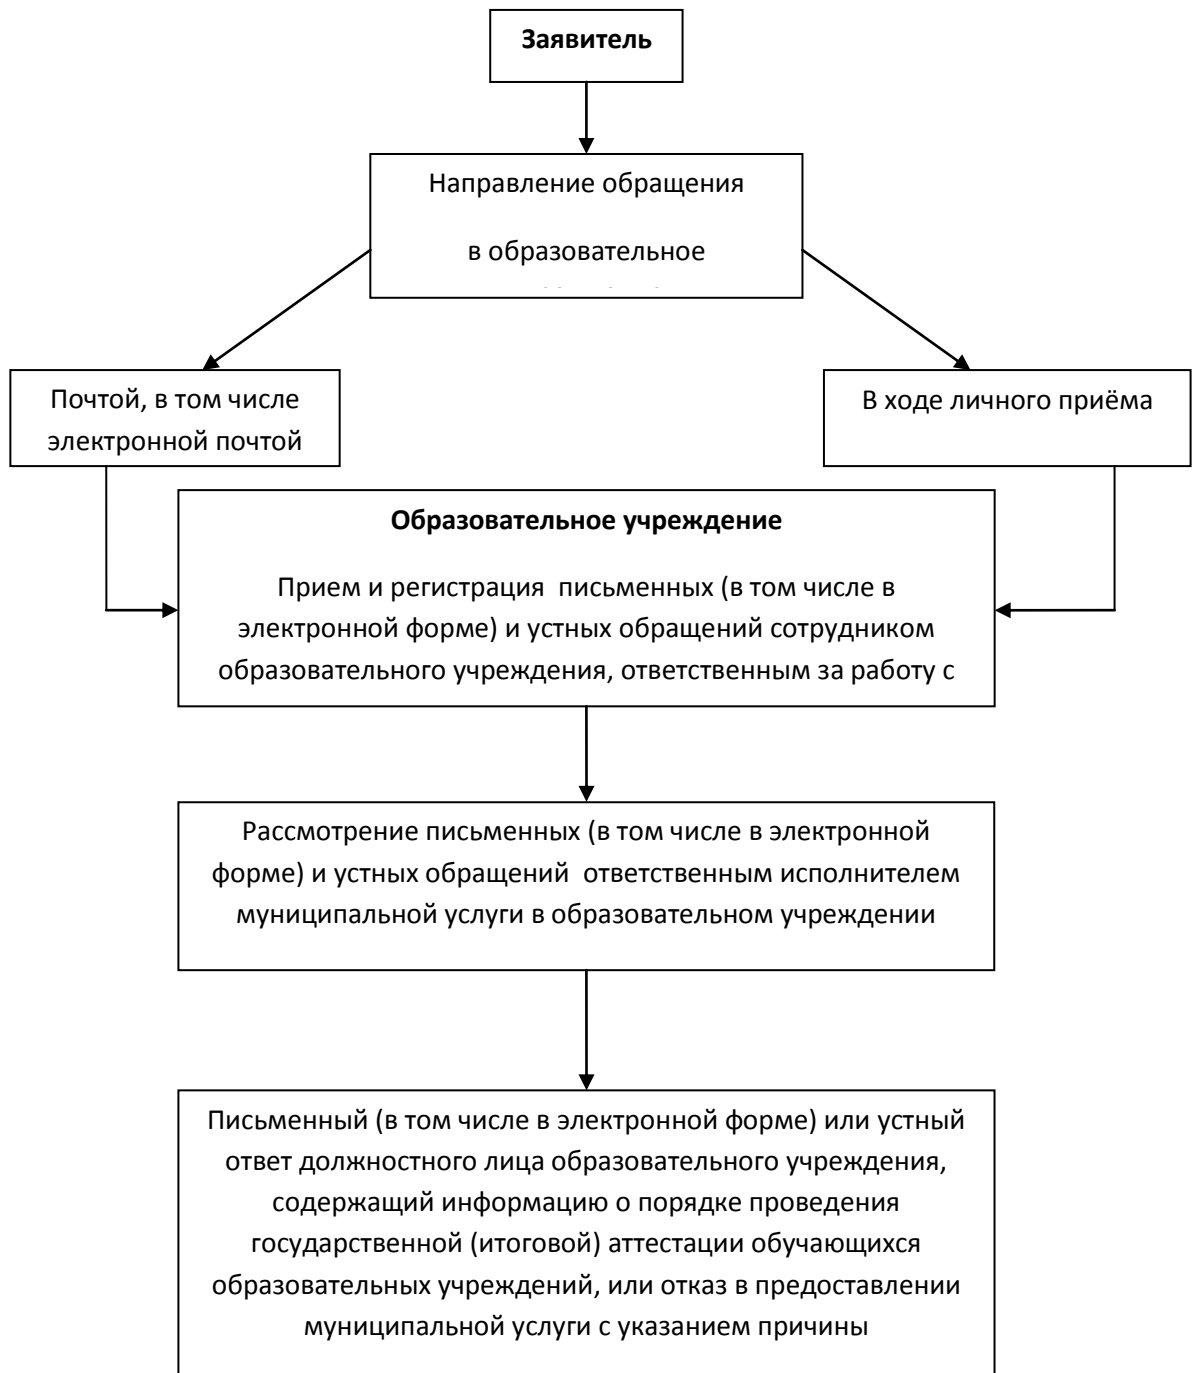 Заявитель
Направление обращения
в образовательное
Почтой, в том числе
электронной почтой
В ходе личного приёма
Образовательное учреждение
Прием и регистрация  письменных (в том числе в
электронной форме) и устных обращений сотрудником
образовательного учреждения, ответственным за работу с
Рассмотрение письменных (в том числе в электронной
форме) и устных обращений  ответственным исполнителем
муниципальной услуги в образовательном учреждении
Письменный (в том числе в электронной форме) или устный
ответ должностного лица образовательного учреждения,
содержащий информацию о порядке проведения
государственной (итоговой) аттестации обучающихся
образовательных учреждений, или отказ в предоставлении
муниципальной услуги с указанием причины